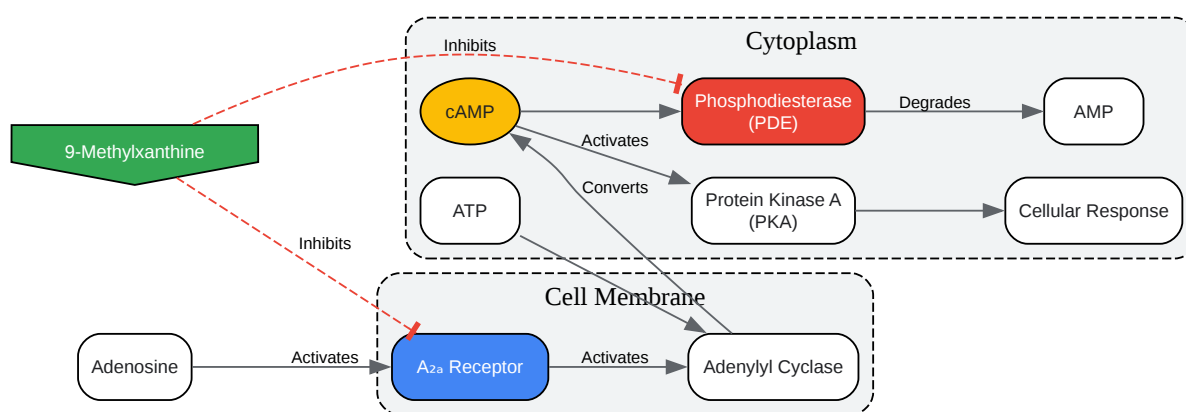 Cytoplasm
Inhibits
cAMP
Phosphodiesterase
(PDE)
Degrades
AMP
9-Methylxanthine
Activates
Converts
ATP
Protein Kinase A
(PKA)
Cellular Response
Inhibits
Cell Membrane
Adenosine
Activates
A₂ₐ Receptor
Activates
Adenylyl Cyclase